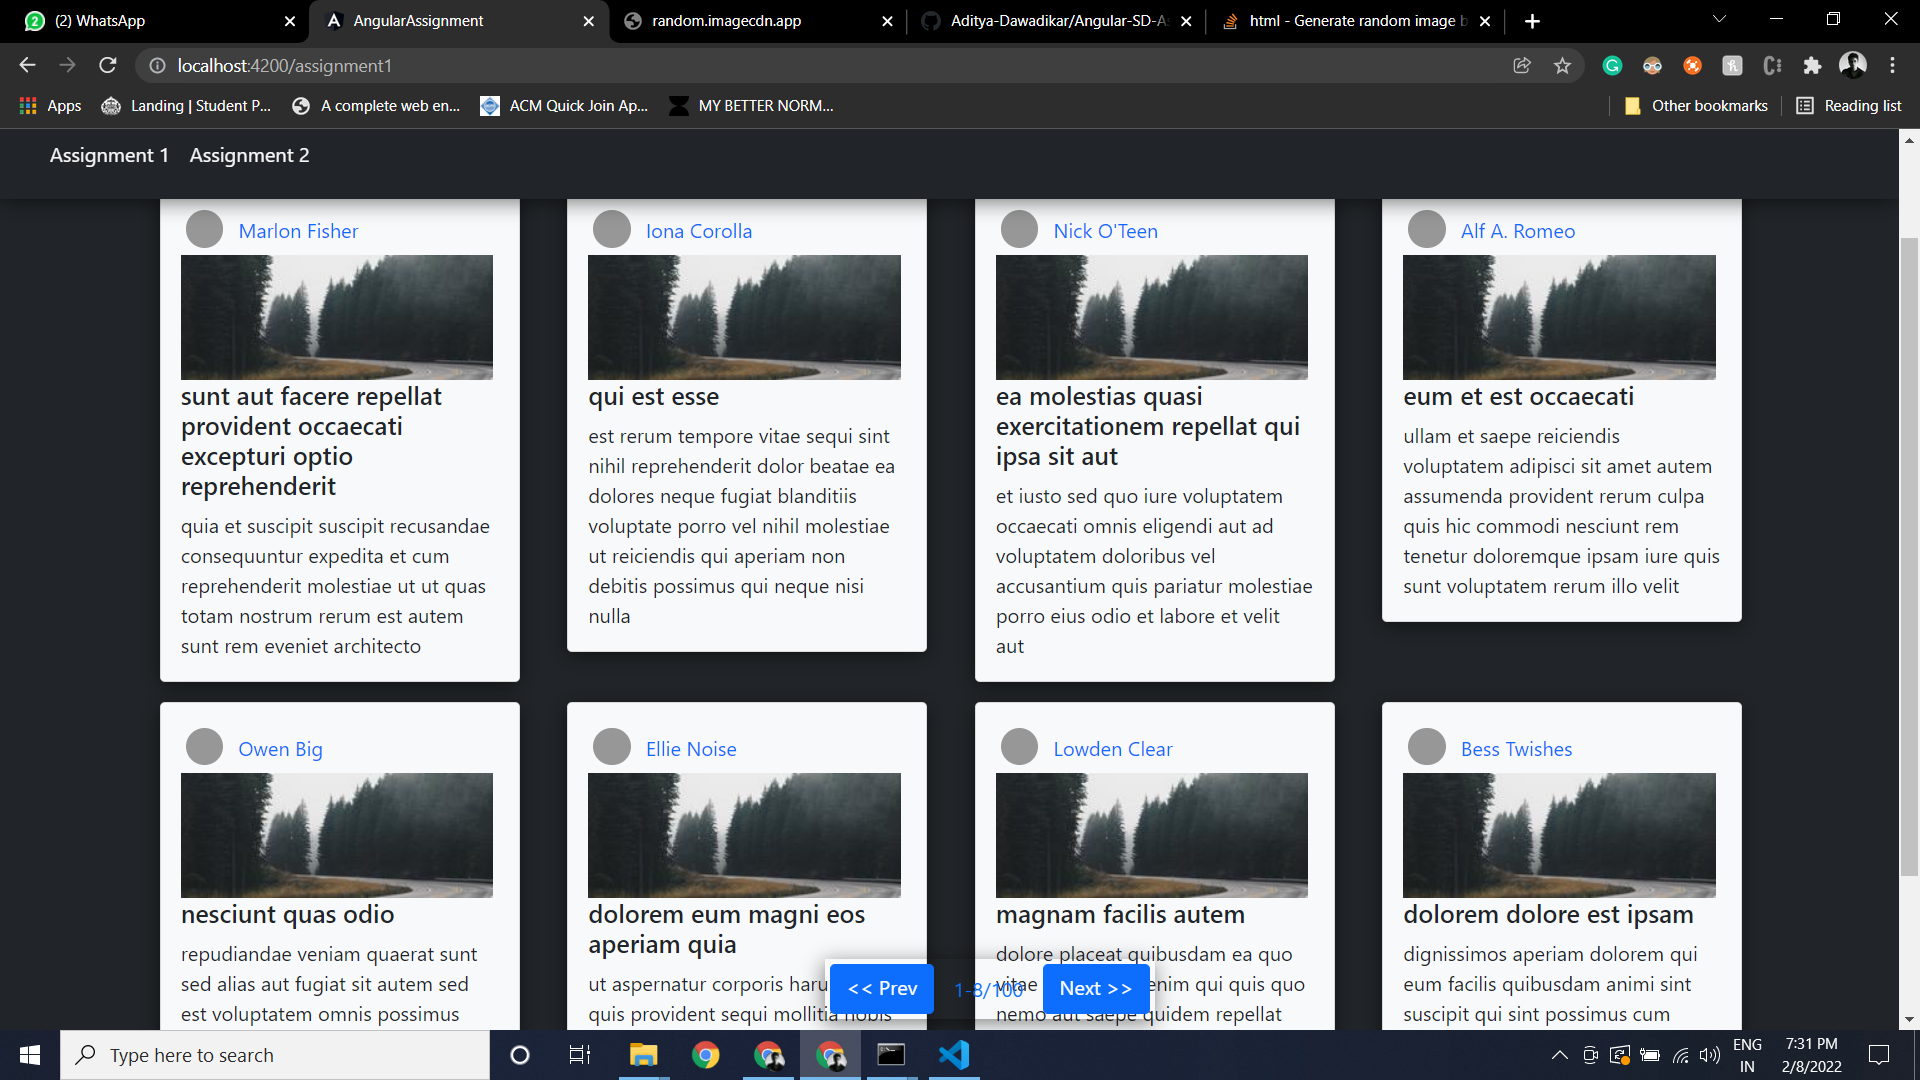 (2) WhatsApp
AngularAssignment
random.imagecdn.app
Aditya-Dawadikar/Angular-SD-As
html - Generate random image b
localhost:4200/assignment1
Apps
Landing | Student P...
A complete web en...
ACM Quick Join Ap...
MY BETTER NORM...
Other bookmarks
Reading list
Assignment 1
Assignment 2
Marlon Fisher
sunt aut facere repellat
provident occaecati
excepturi optio
reprehenderit
quia et suscipit suscipit recusandae
consequuntur expedita et cum
reprehenderit molestiae ut ut quas
totam nostrum rerum est autem
sunt rem eveniet architecto
Iona Corolla
qui est esse
est rerum tempore vitae sequi sint
nihil reprehenderit dolor beatae ea
dolores neque fugiat blanditiis
voluptate porro vel nihil molestiae
ut reiciendis qui aperiam non
debitis possimus qui neque nisi
nulla
Nick O'Teen
ea molestias quasi
exercitationem repellat qui
ipsa sit aut
et iusto sed quo iure voluptatem
occaecati omnis eligendi aut ad
voluptatem doloribus vel
accusantium quis pariatur molestiae
porro eius odio et labore et velit
aut
Alf A. Romeo
eum et est occaecati
ullam et saepe reiciendis
voluptatem adipisci sit amet autem
assumenda provident rerum culpa
quis hic commodi nesciunt rem
tenetur doloremque ipsam iure quis
sunt voluptatem rerum illo velit
Owen Big
nesciunt quas odio
repudiandae veniam quaerat sunt
sed alias aut fugiat sit autem sed
est voluptatem omnis possimus
Ellie Noise
dolorem eum magni eos
aperiam quia
ut aspernatur corporis haru
quis provident sequi mollitia nobis
Lowden Clear
magnam facilis autem
dolore placeat quibusdam ea quo
vitae enim qui quis quo
nemo aut saepe quidem repellat
Bess Twishes
dolorem dolore est ipsam
dignissimos aperiam dolorem qui
eum facilis quibusdam animi sint
suscipit qui sint possimus cum
<< Prev
1-8/100
Next >>
Type here to search
ENG
IN
7:31 PM
2/8/2022